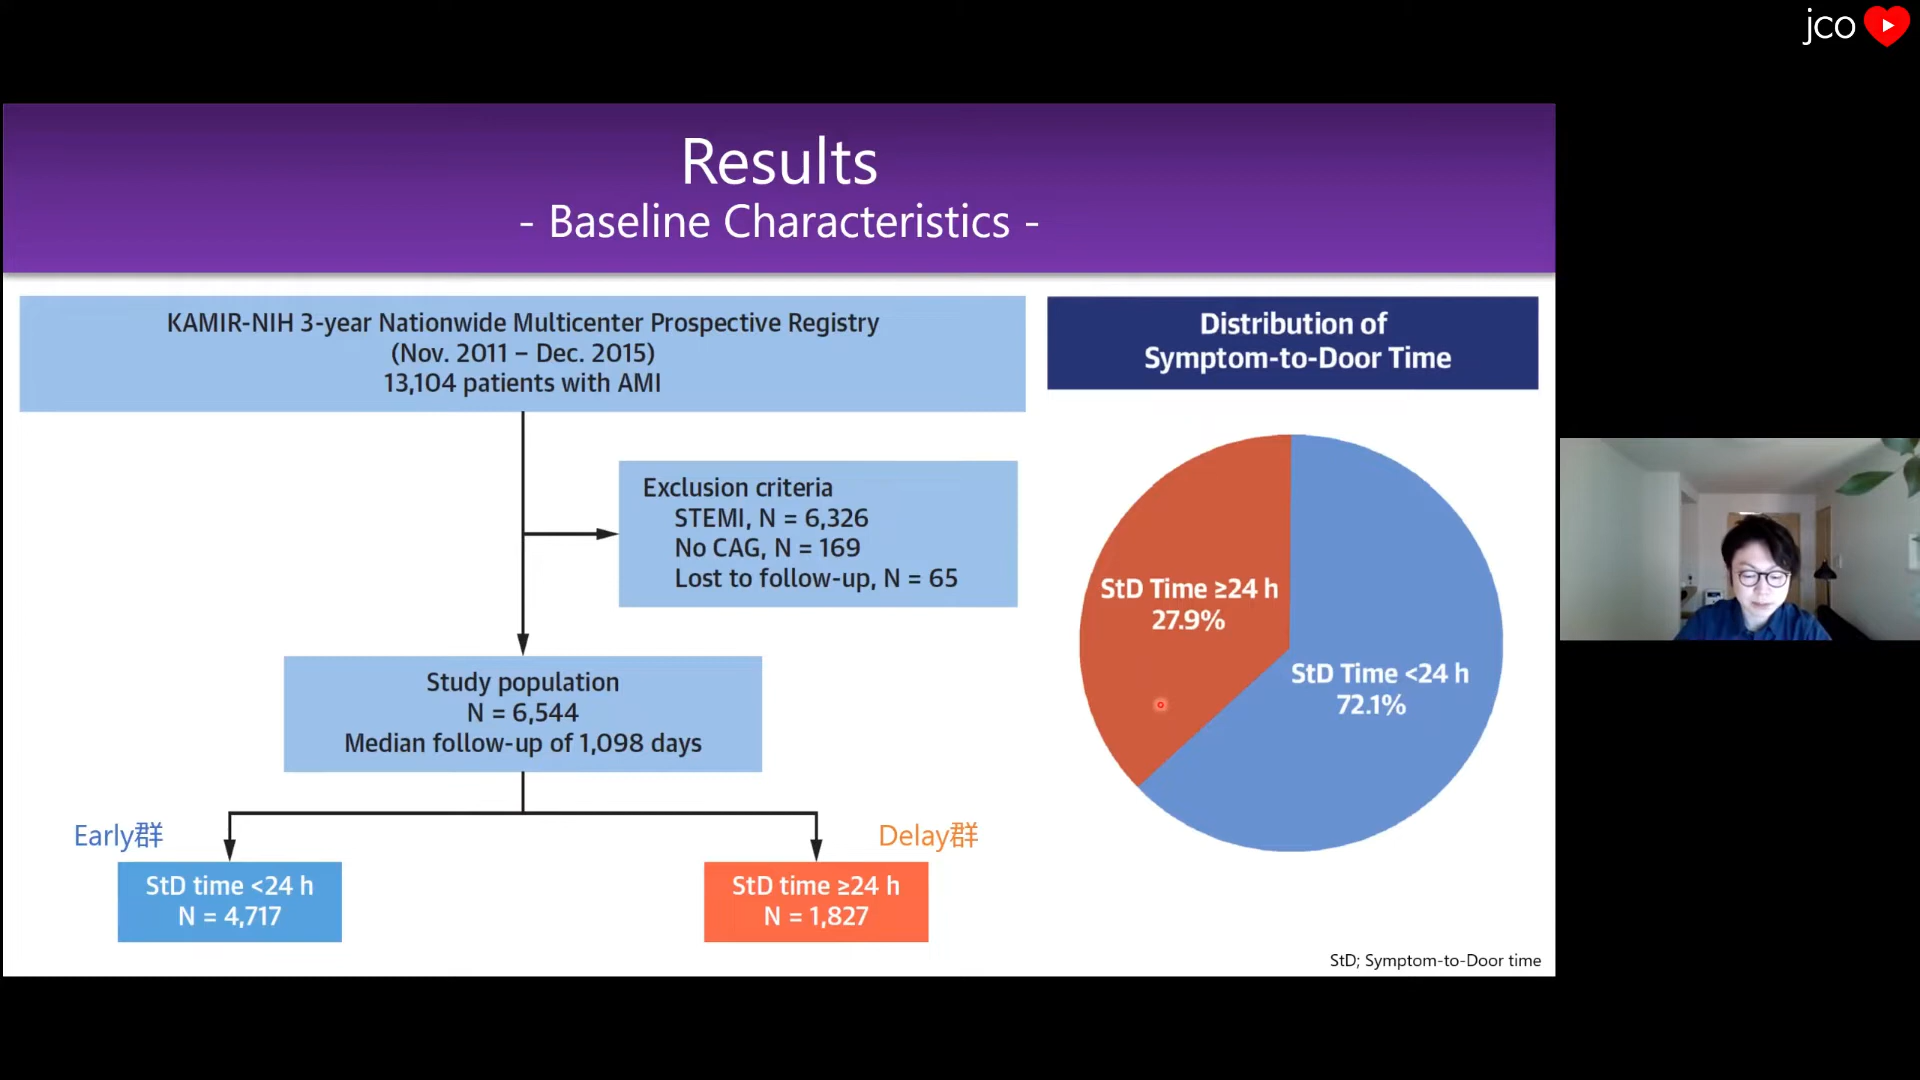 jco
Results
- Baseline Characteristics -
KAMIR-NIH 3-year Nationwide Multicenter Prospective Registry
(Nov. 2011 – Dec. 2015)
13,104 patients with AMI
Exclusion criteria
STEMI, N = 6,326
No CAG, N = 169
Lost to follow-up, N = 65
Study population
N = 6,544
Median follow-up of 1,098 days
Early群
StD time <24 h
N = 4,717
Delay群
StD time ≥24 h
N = 1,827
Distribution of
Symptom-to-Door Time
StD Time ≥24 h
27.9%
StD Time <24 h
72.1%
StD; Symptom-to-Door time